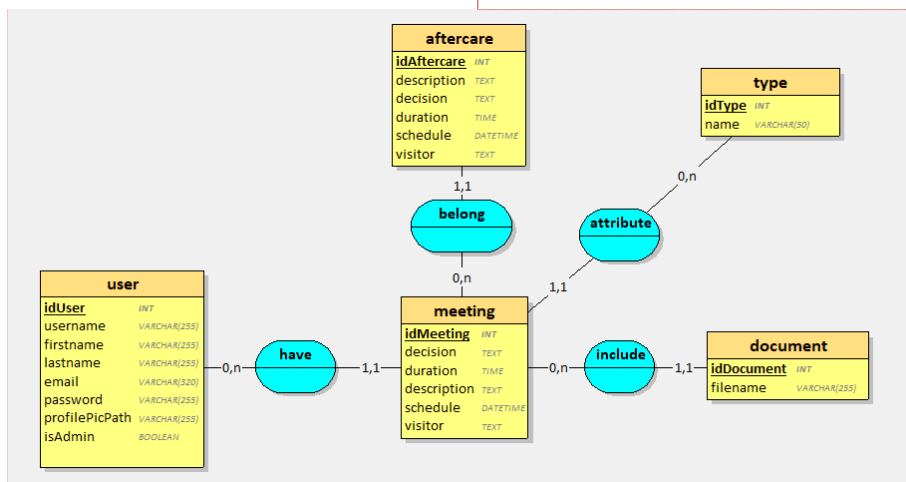 aftercare
idAftercare INT
description TEXT
decision TEXT
duration TIME
schedule DATETIME
visitor TEXT
type
idType INT
name VARCHAR(50)
1,1
0,n
belong
attribute
0,n
1,1
user
idUser INT
username VARCHAR(255)
firstname VARCHAR(255)
lastname VARCHAR(255)
email VARCHAR(320)
password VARCHAR(255)
profilePicPath VARCHAR(255)
isAdmin BOOLEAN
0,n
have
1,1
meeting
idMeeting INT
decision TEXT
duration TIME
description TEXT
schedule DATETIME
visitor TEXT
0,n
include
1,1
document
idDocument INT
filename VARCHAR(255)